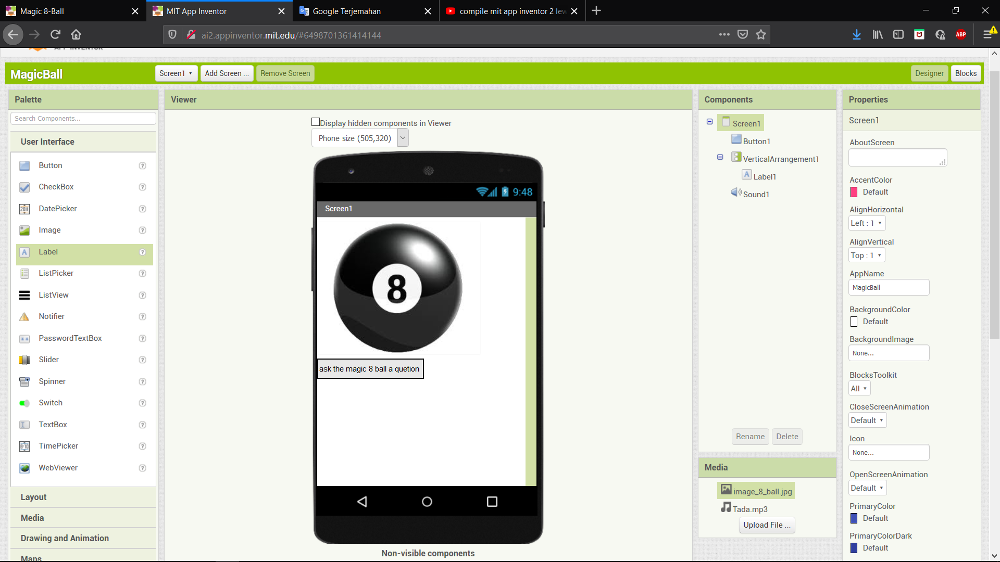 Magic 8-Ball
MIT App Inventor
Google Terjemahan
compile mit app inventor 2 lew
ai2.appinventor.mit.edu/#6498701361414144
ABP
APP INVENTOR
MagicBall
Screen1
Add Screen ...
Remove Screen
Designer
Blocks
Palette
Search Components...
User Interface
Button
CheckBox
DatePicker
Image
Label
ListPicker
ListView
Notifier
PasswordTextBox
Slider
Spinner
Switch
TextBox
TimePicker
WebViewer
Layout
Media
Drawing and Animation
Maps
Viewer
Display hidden components in Viewer
Phone size (505,320)
9:48
Screen1
8
ask the magic 8 ball a quetion
Non-visible components
Components
Screen1
Button1
VerticalArrangement1
Label1
Sound1
Rename
Delete
Media
image_8_ball.jpg
Tada.mp3
Upload File ...
Properties
Screen1
AboutScreen
AccentColor
Default
AlignHorizontal
Left : 1
AlignVertical
Top : 1
AppName
MagicBall
BackgroundColor
Default
BackgroundImage
None...
BlocksToolkit
All
CloseScreenAnimation
Default
Icon
None...
OpenScreenAnimation
Default
PrimaryColor
Default
PrimaryColorDark
Default